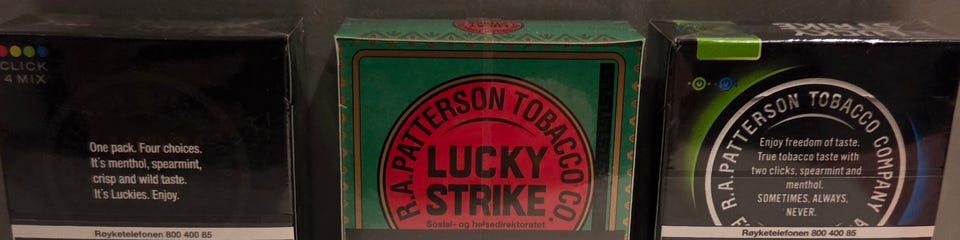 CLICK
4 MIX
One pack. Four choices.
It's menthol, spearmint,
crisp and wild taste.
It's Luckies. Enjoy.
Røyketelefonen 800 400 85
R.A. PATTERSON TOBACCO CO.
LUCKY
STRIKE
Sosial- og helsedirektoratet
STRIKE
R.A. PATTERSON TOBACCO COMPANY
Enjoy freedom of taste.
True tobacco taste with
two clicks, spearmint and
menthol.
SOMETIMES, ALWAYS,
NEVER.
Røyketelefonen 800 400 85